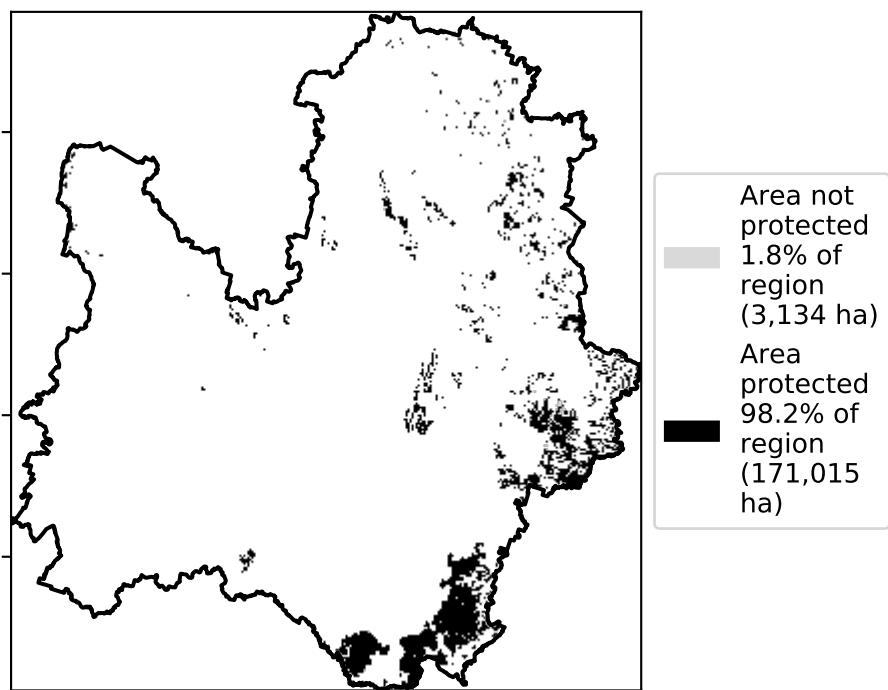 Area not
protected
1.8% of
region
(3,134 ha)
Area
protected
98.2% of
region
(171,015
ha)